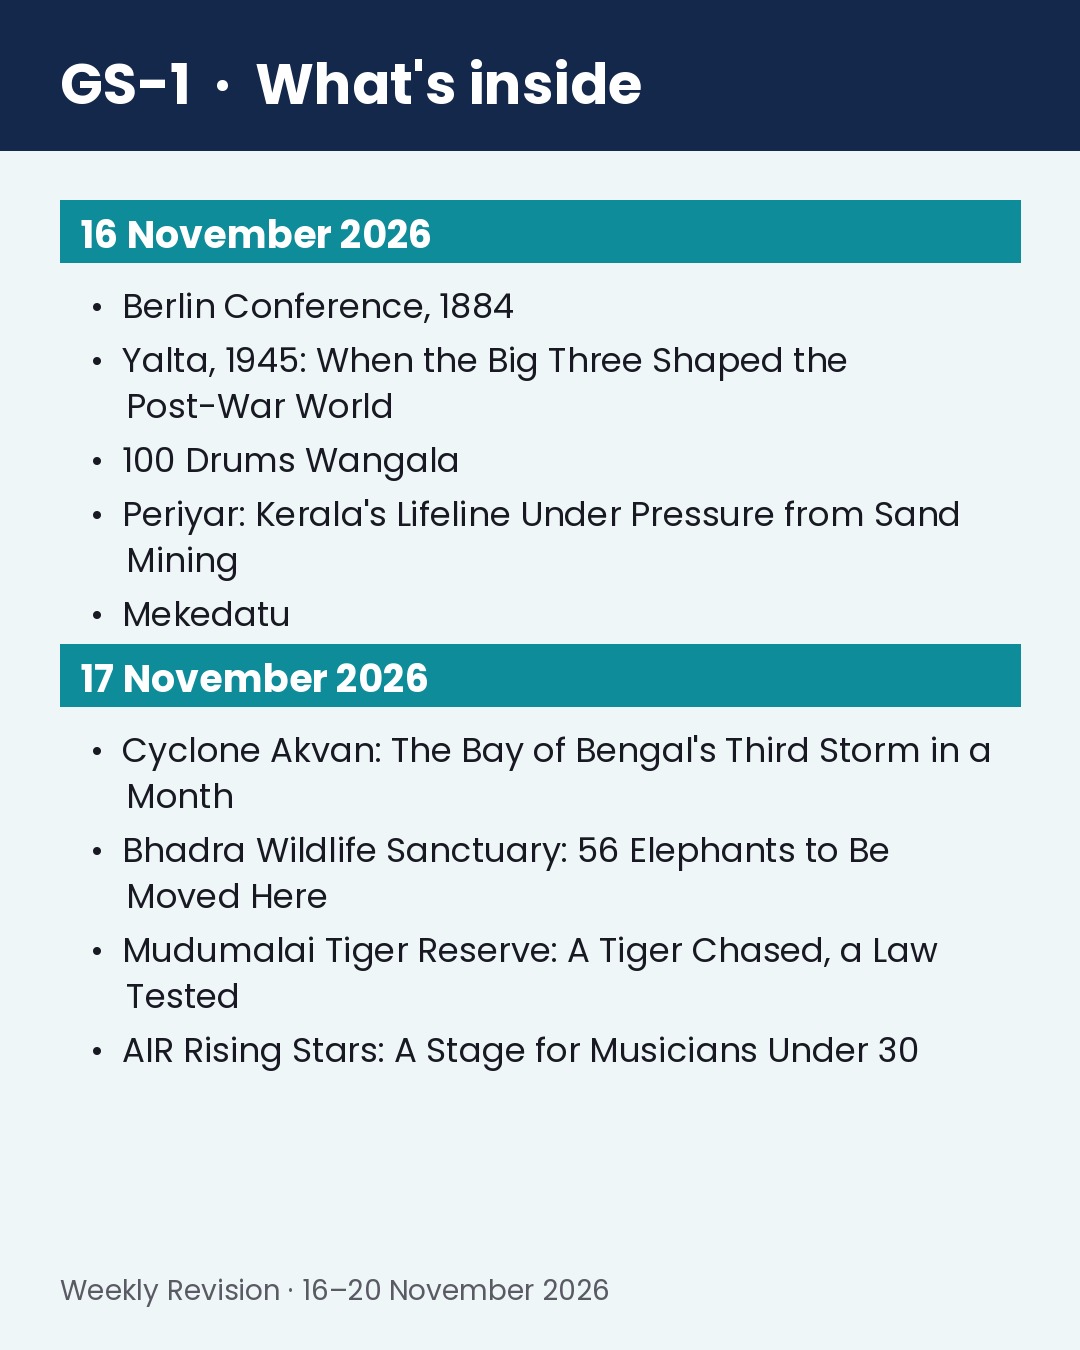 GS-1 · What's inside
16 November 2026
• Berlin Conference, 1884
• Yalta, 1945: When the Big Three Shaped the
Post-War World
• 100 Drums Wangala
• Periyar: Kerala's Lifeline Under Pressure from Sand
Mining
• Mekedatu
17 November 2026
• Cyclone Akvan: The Bay of Bengal's Third Storm in a
Month
• Bhadra Wildlife Sanctuary: 56 Elephants to Be
Moved Here
• Mudumalai Tiger Reserve: A Tiger Chased, a Law
Tested
• AIR Rising Stars: A Stage for Musicians Under 30
Weekly Revision · 16–20 November 2026